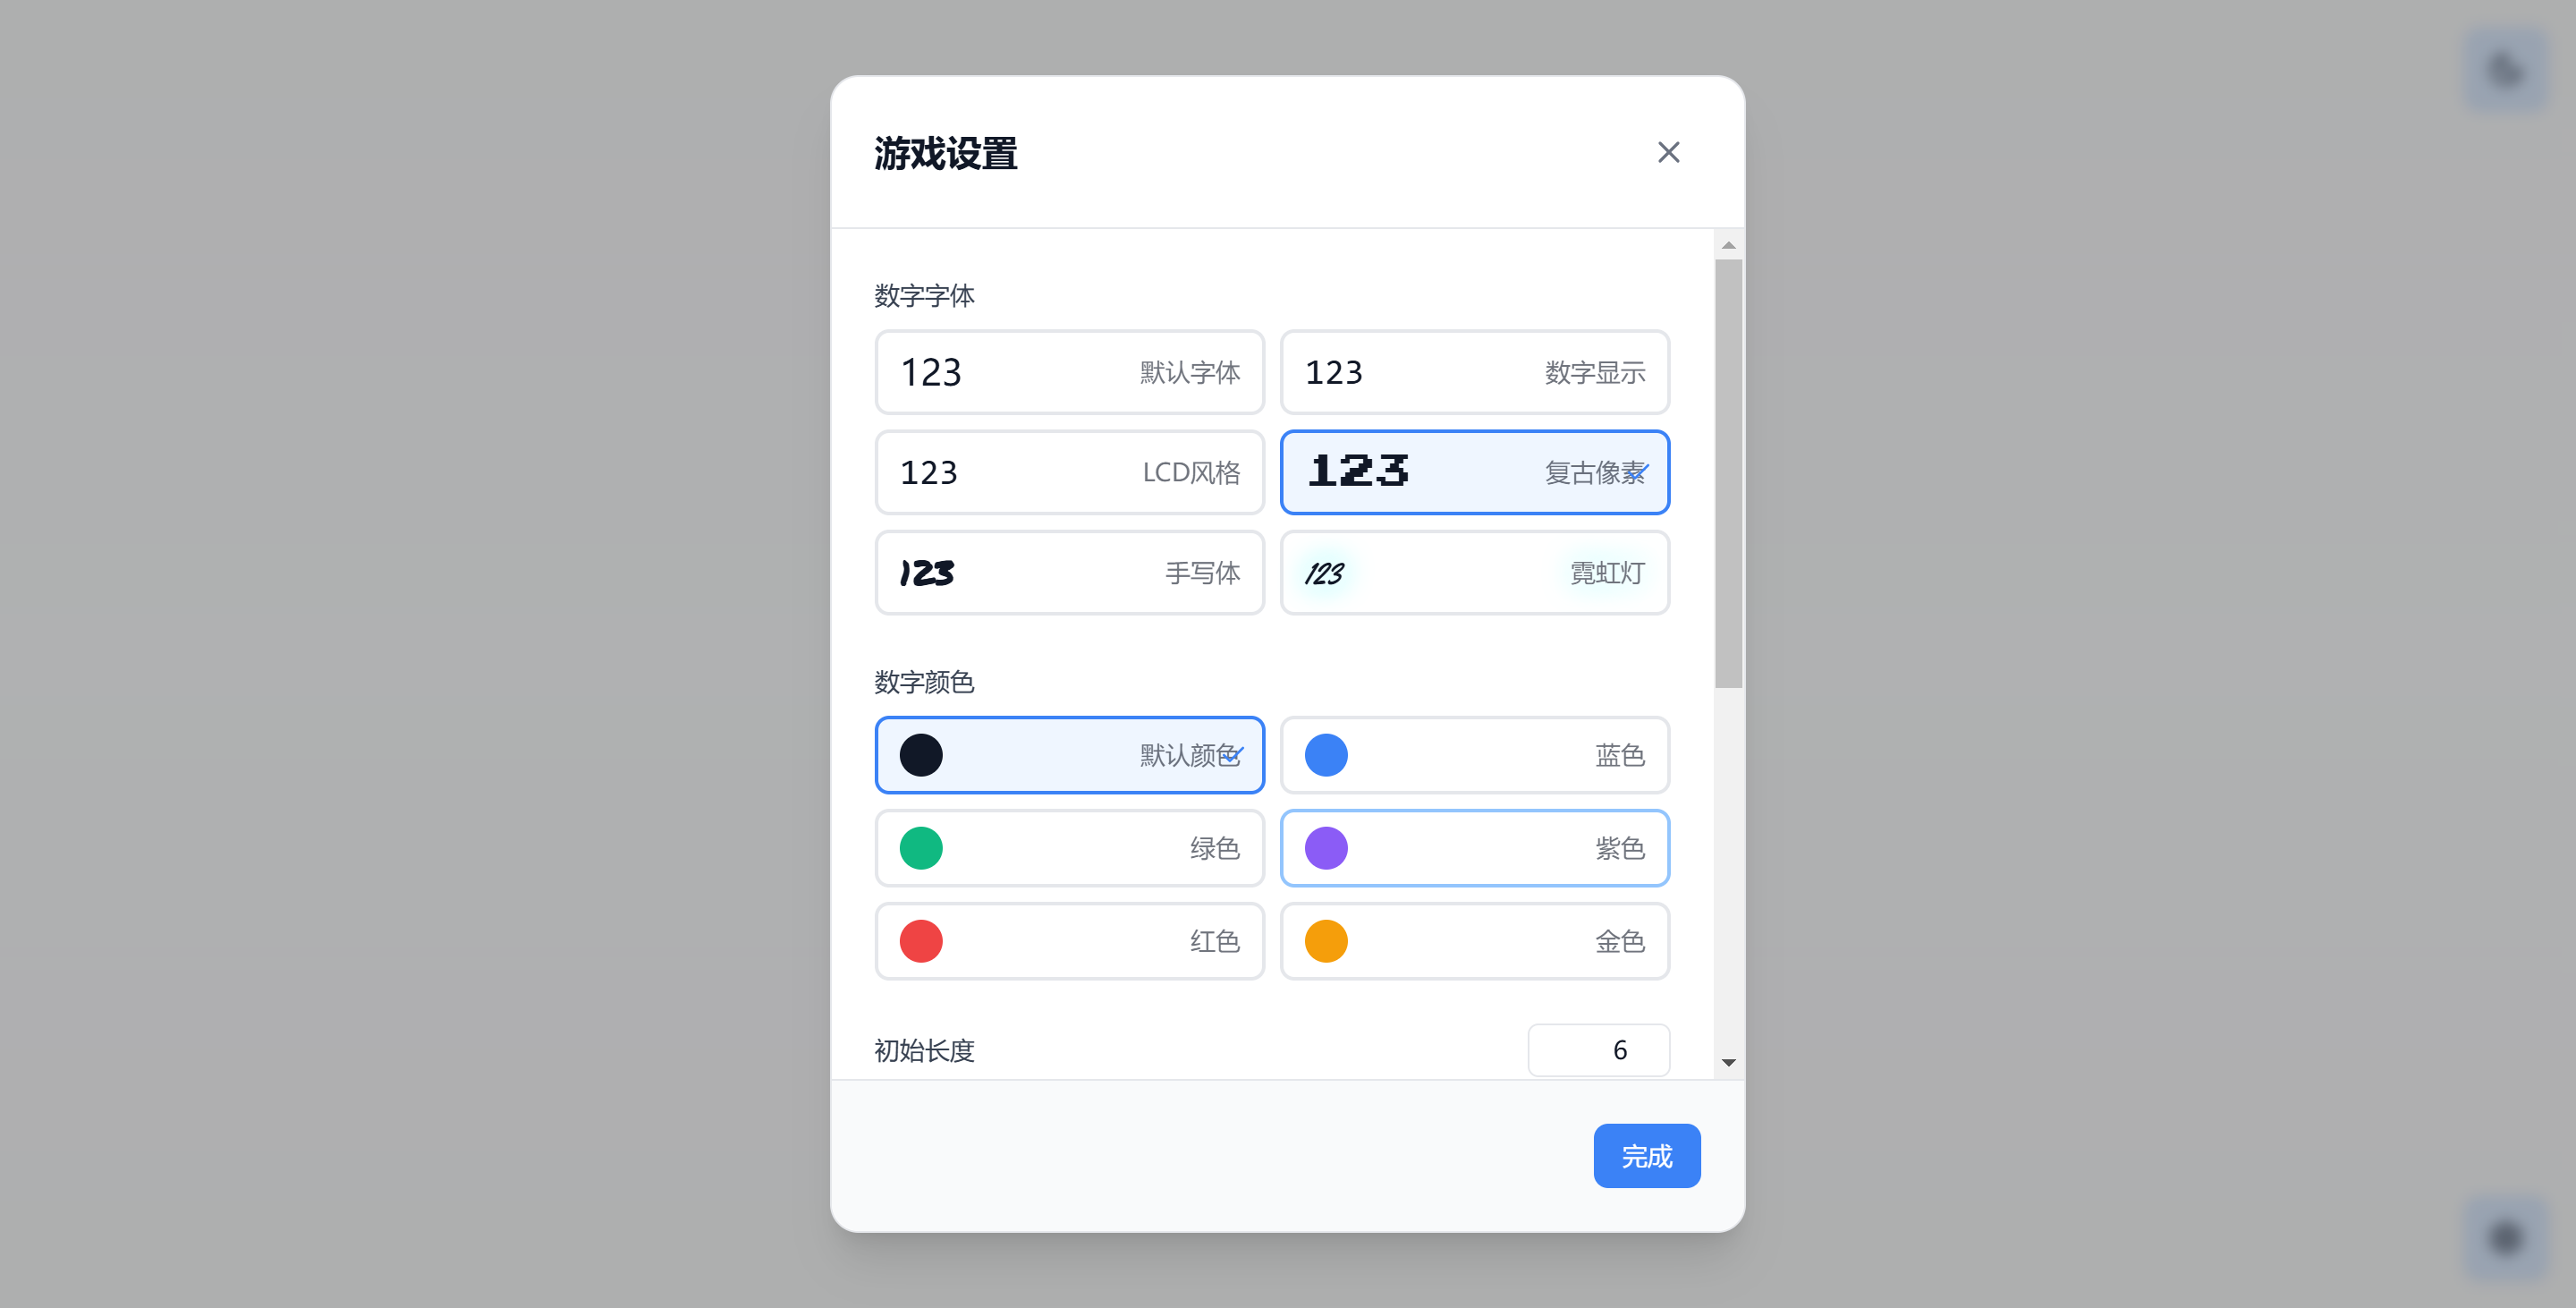 游戏设置
数字字体
123 默认字体
123 数字显示
123 LCD风格
123 复古像素
123 手写体
123 霓虹灯
数字颜色
默认颜色
蓝色
绿色
紫色
红色
金色
初始长度 6
完成